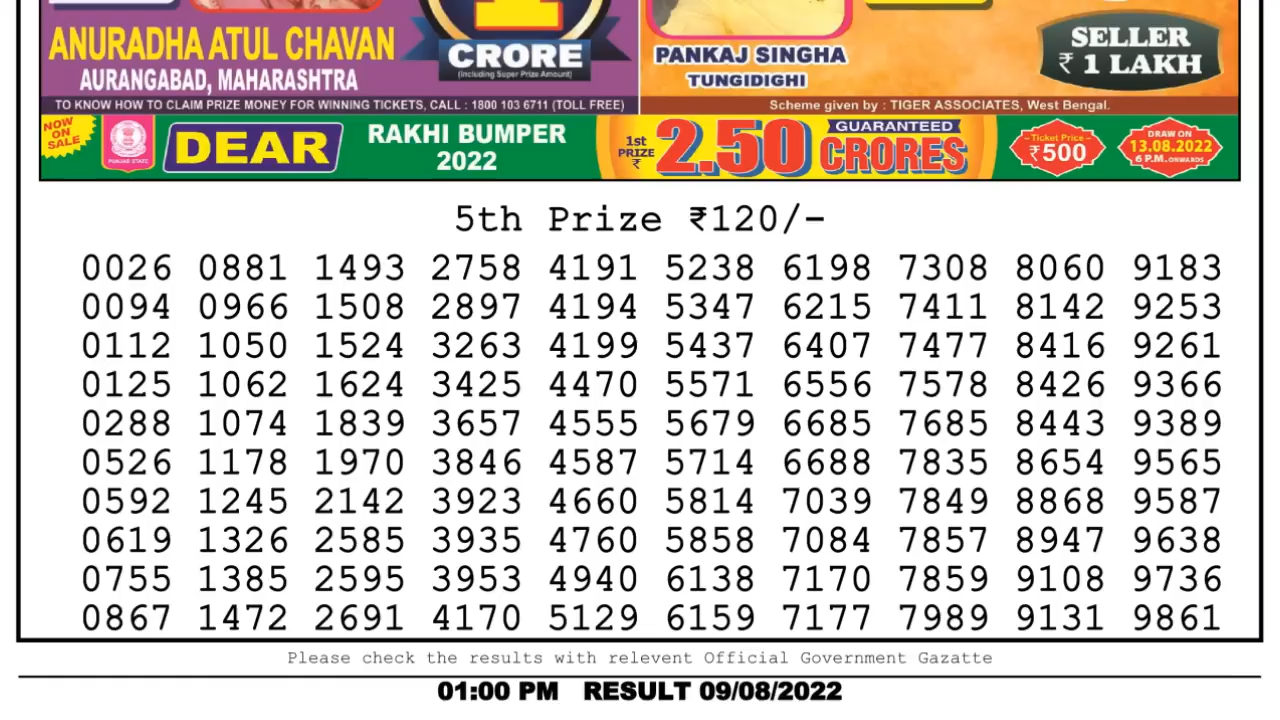 ANURADHA ATUL CHAVAN
AURANGABAD, MAHARASHTRA
1
CRORE
(Including Super Prize Amount)
PANKAJ SINGHA
TUNGIDIGHI
SELLER
₹ 1 LAKH
TO KNOW HOW TO CLAIM PRIZE MONEY FOR WINNING TICKETS, CALL : 1800 103 6711 (TOLL FREE)
Scheme given by : TIGER ASSOCIATES, West Bengal.
NOW
ON
SALE
PUNJAB STATE
DEAR
RAKHI BUMPER
2022
1st
PRIZE
₹
2.50
GUARANTEED
CRORES
Ticket Price
₹500
DRAW ON
13.08.2022
6 P.M. ONWARDS
5th Prize ₹120/-
0026 0881 1493 2758 4191 5238 6198 7308 8060 9183
0094 0966 1508 2897 4194 5347 6215 7411 8142 9253
0112 1050 1524 3263 4199 5437 6407 7477 8416 9261
0125 1062 1624 3425 4470 5571 6556 7578 8426 9366
0288 1074 1839 3657 4555 5679 6685 7685 8443 9389
0526 1178 1970 3846 4587 5714 6688 7835 8654 9565
0592 1245 2142 3923 4660 5814 7039 7849 8868 9587
0619 1326 2585 3935 4760 5858 7084 7857 8947 9638
0755 1385 2595 3953 4940 6138 7170 7859 9108 9736
0867 1472 2691 4170 5129 6159 7177 7989 9131 9861
Please check the results with relevent Official Government Gazatte
01:00 PM RESULT 09/08/2022